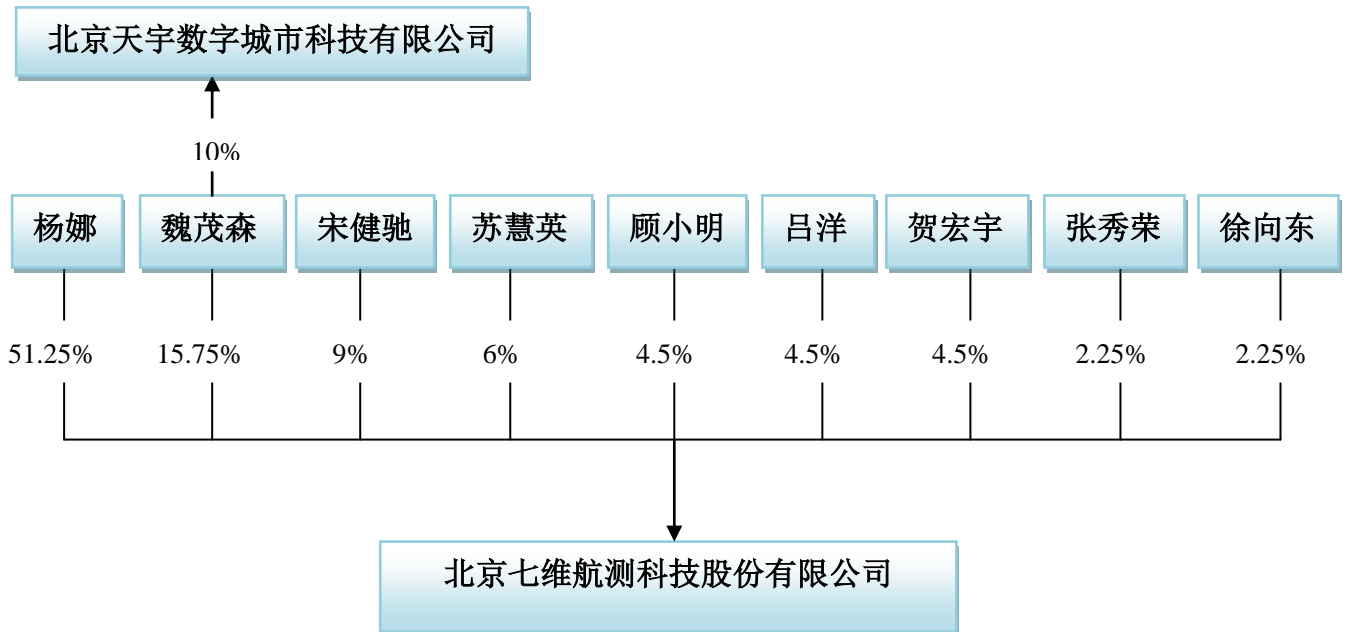 北京天宇数字城市科技有限公司
10%
杨娜 魏茂森 宋健驰 苏慧英 顾小明 吕洋 贺宏宇 张秀荣 徐向东
51.25% 15.75% 9% 6% 4.5% 4.5% 4.5% 2.25% 2.25%
北京七维航测科技股份有限公司